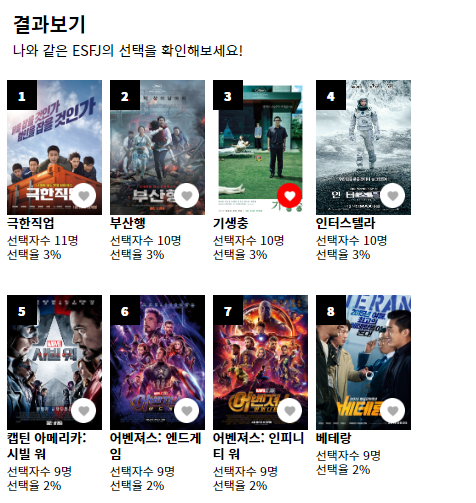 결과보기
나와 같은 ESFJ의 선택을 확인해보세요!
1
2
3
4
극한직업
선택자수 11명
선택율 3%
부산행
선택자수 10명
선택율 3%
기생충
선택자수 10명
선택율 3%
인터스텔라
선택자수 10명
선택율 3%
5
6
7
8
시빌 워
베테랑
캡틴 아메리카:
시빌 워
선택자수 9명
선택율 2%
어벤져스: 엔드게
임
선택자수 9명
선택율 2%
어벤져스: 인피니
티 워
선택자수 9명
선택율 2%
베테랑
선택자수 9명
선택율 2%